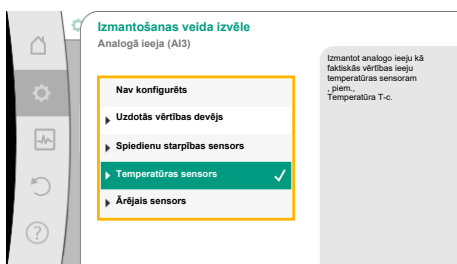 Izmantošanas veida izvēle
Analogā ieeja (AI3)
Nav konfigurēts
Uzdotās vērtības devējs
Spiedienu starpības sensors
Temperatūras sensors
Ārējais sensors
Izmantot analogo ieeju kā
faktiskās vērtības ieeju
temperatūras sensoram
, piem.,
Temperatūra T-c.